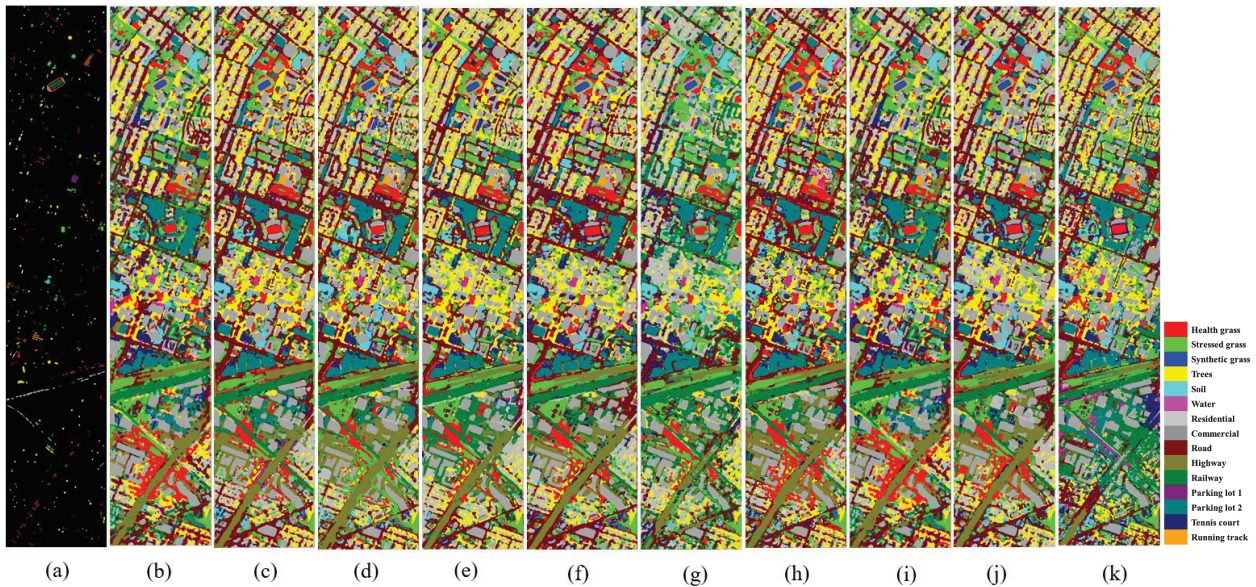 Health grass
Stressed grass
Synthetic grass
Trees
Soil
Water
Residential
Commercial
Road
Highway
Railway
Parking lot 1
Parking lot 2
Tennis court
Running track
(a) (b) (c) (d) (e) (f) (g) (h) (i) (j) (k)